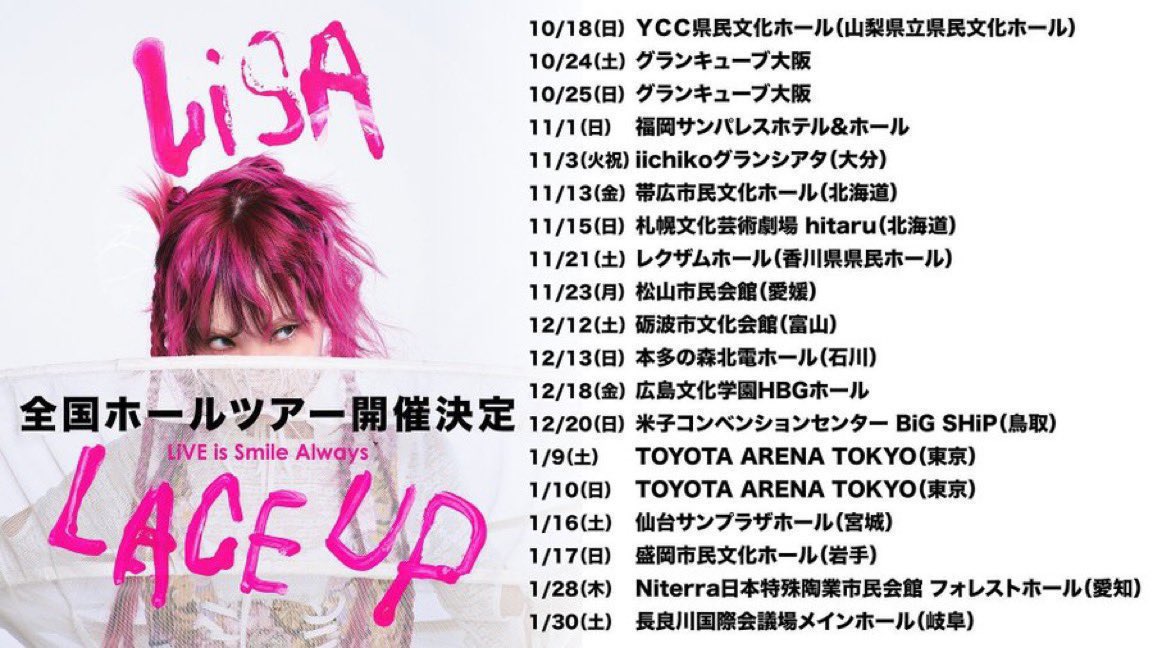 LiSA
全国ホールツアー開催決定
LiVE is Smile Always
LACE UP
10/18(日) YCC県民文化ホール(山梨県立県民文化ホール)
10/24(土) グランキューブ大阪
10/25(日) グランキューブ大阪
11/1(日) 福岡サンパレスホテル&ホール
11/3(火祝) iichikoグランシアタ(大分)
11/13(金) 帯広市民文化ホール(北海道)
11/15(日) 札幌文化芸術劇場 hitaru(北海道)
11/21(土) レクザムホール(香川県県民ホール)
11/23(月) 松山市民会館(愛媛)
12/12(土) 砺波市文化会館(富山)
12/13(日) 本多の森北電ホール(石川)
12/18(金) 広島文化学園HBGホール
12/20(日) 米子コンベンションセンター BiG SHiP(鳥取)
1/9(土) TOYOTA ARENA TOKYO(東京)
1/10(日) TOYOTA ARENA TOKYO(東京)
1/16(土) 仙台サンプラザホール(宮城)
1/17(日) 盛岡市民文化ホール(岩手)
1/28(木) Niterra日本特殊陶業市民会館 フォレストホール(愛知)
1/30(土) 長良川国際会議場メインホール(岐阜)